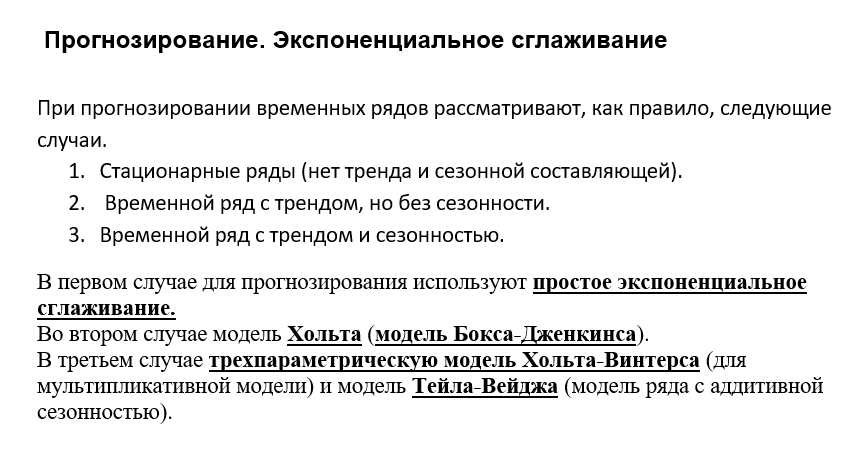 Прогнозирование. Экспоненциальное сглаживание
При прогнозировании временных рядов рассматривают, как правило, следующие
случаи.
1. Стационарные ряды (нет тренда и сезонной составляющей).
2. Временной ряд с трендом, но без сезонности.
3. Временной ряд с трендом и сезонностью.
В первом случае для прогнозирования используют простое экспоненциальное
сглаживание.
Во втором случае модель Хольта (модель Бокса-Дженкинса).
В третьем случае трехпараметрическую модель Хольта-Винтерса (для
мультипликативной модели) и модель Тейла-Вейджа (модель ряда с аддитивной
сезонностью).